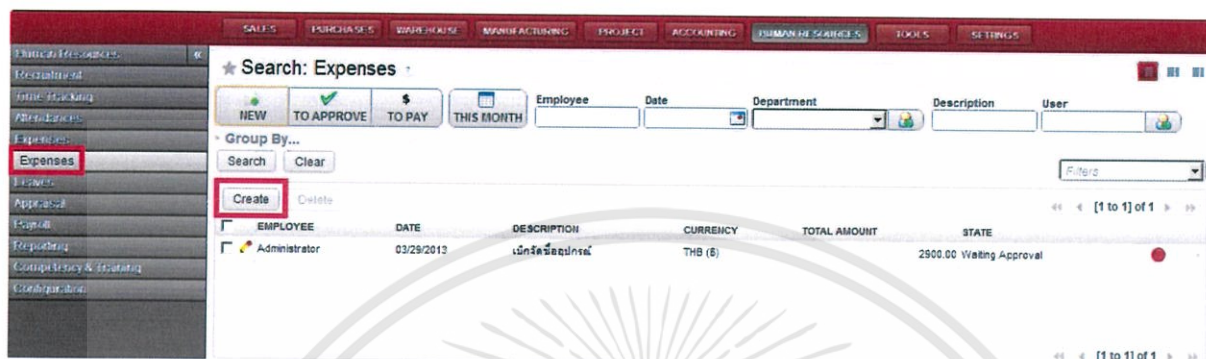 SALES PURCHASES WAREHOUSE MANUFACTURING PROJECT ACCOUNTING HUMAN RESOURCES TOOLS SETTINGS
Human Resources «
Recruitment
Time Tracking
Attendances
Expenses
Expenses
Leaves
Appraisal
Payroll
Reporting
Competency & Training
Configuration
Search: Expenses ?
NEW TO APPROVE TO PAY THIS MONTH
Employee Date Department Description User
Group By...
Search Clear
Filters
Create Delete
[1 to 1] of 1
EMPLOYEE DATE DESCRIPTION CURRENCY TOTAL AMOUNT STATE
Administrator 03/29/2013 เบิกจัดซื้ออุปกรณ์ THB (฿) 2900.00 Waiting Approval
[1 to 1] of 1